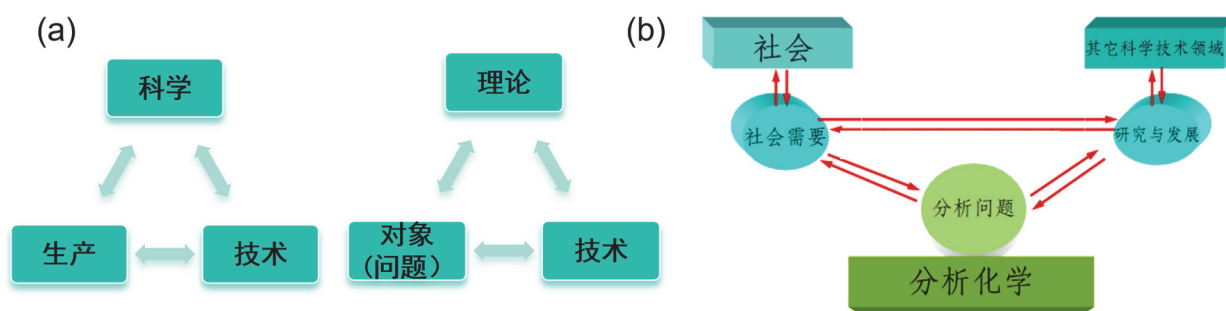 (a)
科学
生产
技术
理论
对象
(问题）
技术
(b)
社会
其它科学技术领域
社会需要
研究与发展
分析问题
分析化学